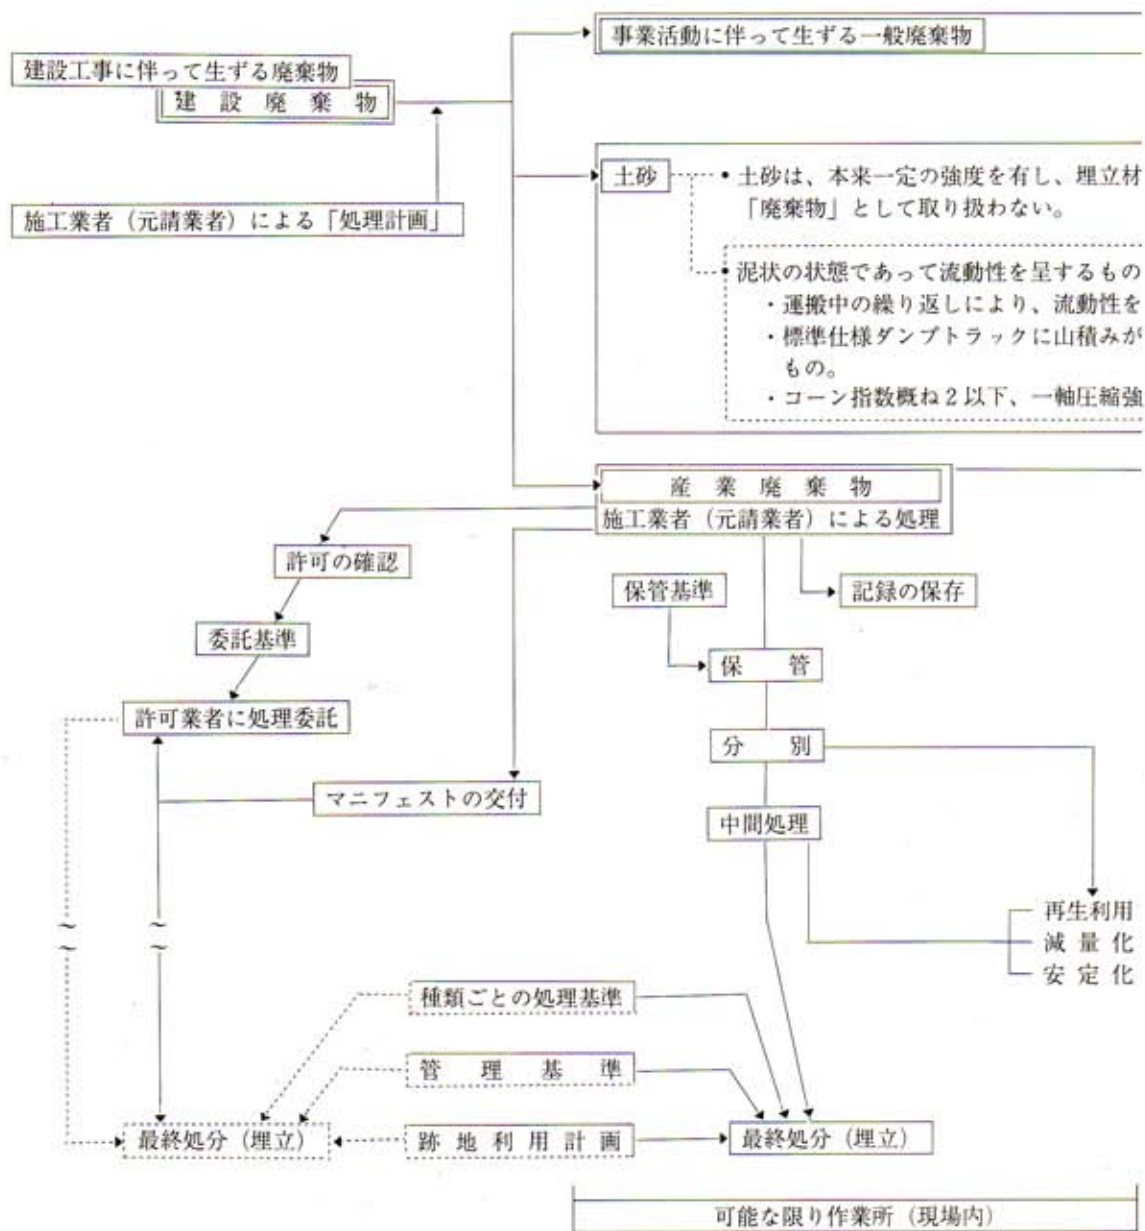 事業活動に伴って生ずる一般廃棄物
建設工事に伴って生ずる廃棄物
建設廃棄物
施工業者（元請業者）による「処理計画」
土砂
• 土砂は、本来一定の強度を有し、埋立材
「廃棄物」として取り扱わない。
• 泥状の状態であって流動性を呈するもの
・運搬中の繰り返しにより、流動性を
・標準仕様ダンプトラックに山積みが
もの。
・コーン指数概ね2以下、一軸圧縮強
産業廃棄物
施工業者（元請業者）による処理
許可の確認
保管基準
記録の保存
委託基準
保管
許可業者に処理委託
分別
マニフェストの交付
中間処理
再生利用
減量化
安定化
種類ごとの処理基準
管理基準
最終処分（埋立）
跡地利用計画
最終処分（埋立）
可能な限り作業所（現場内）